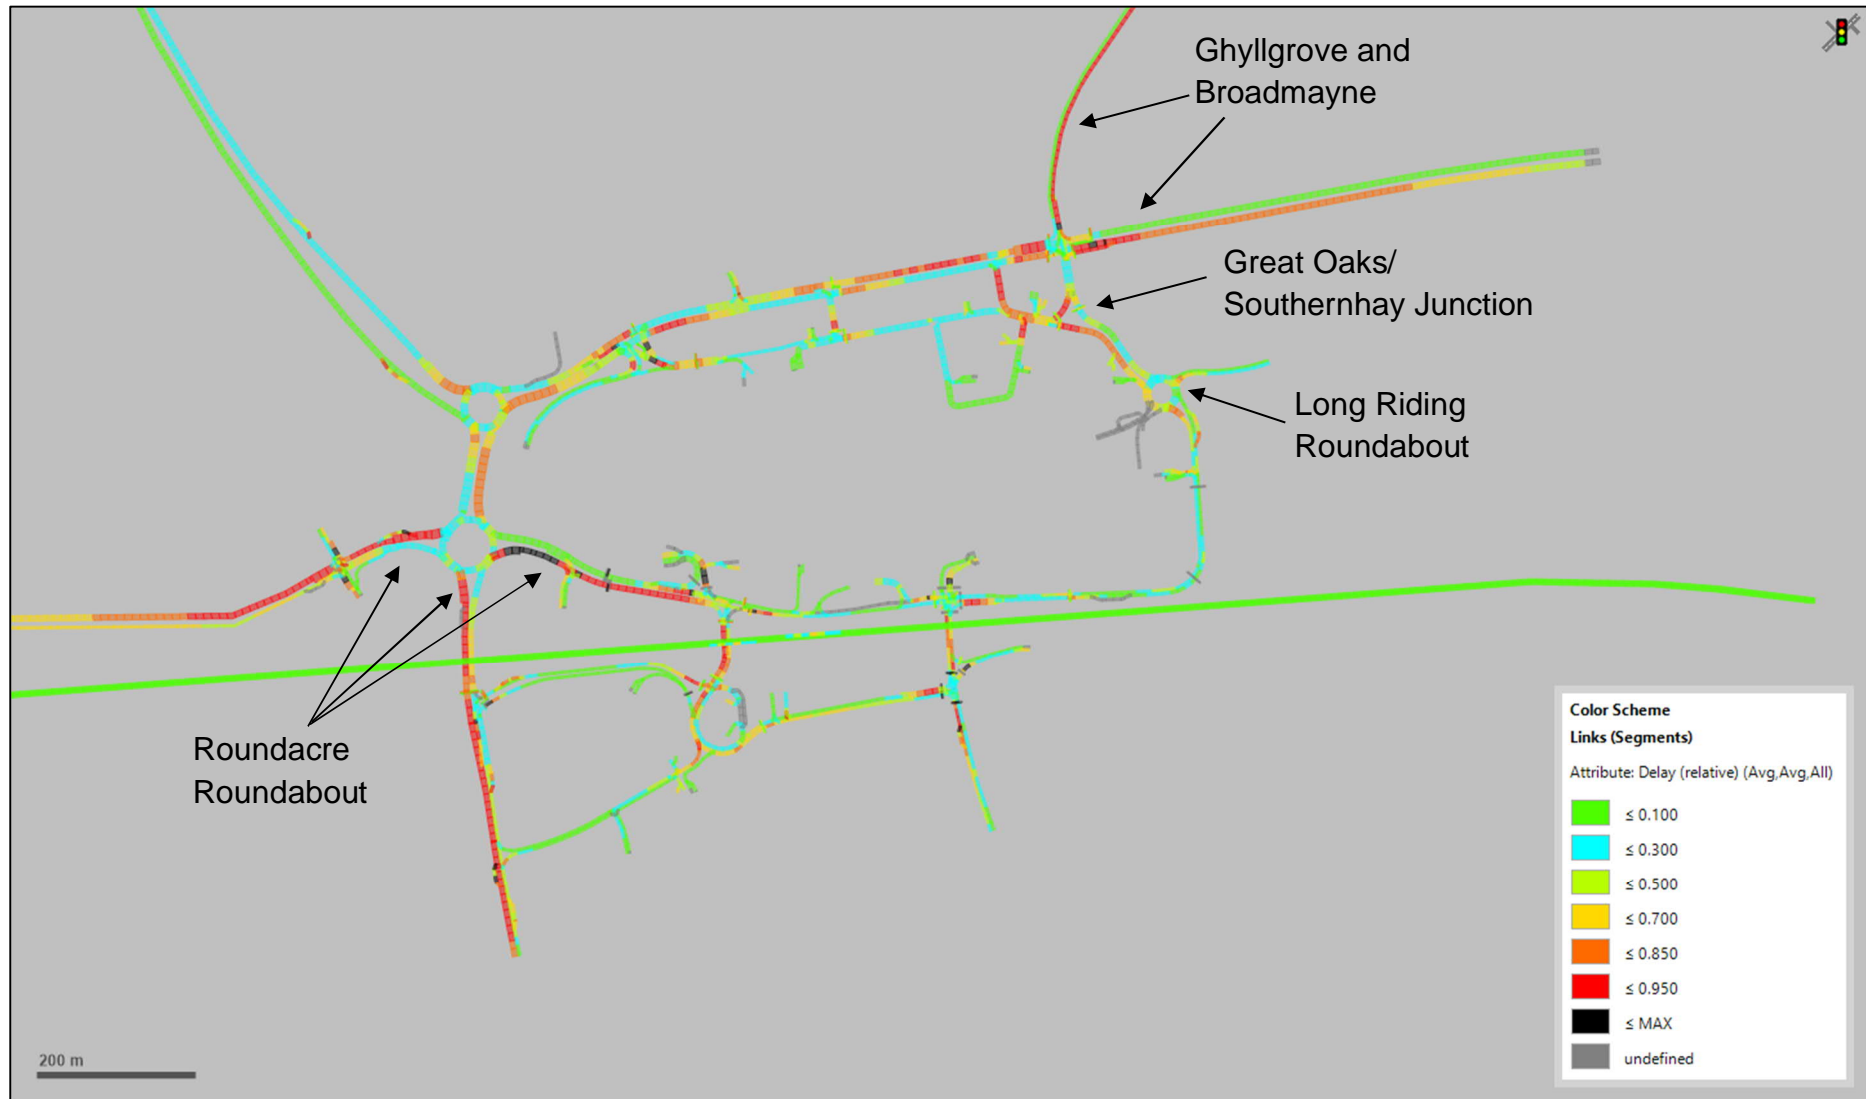 Ghyllgrove and
Broadmayne
Great Oaks/
Southernhay Junction
Long Riding
Roundabout
Roundacre
Roundabout
Color Scheme
Links (Segments)
Attribute: Delay (relative) (Avg,Avg,All)
≤ 0.100
≤ 0.300
≤ 0.500
≤ 0.700
≤ 0.850
≤ 0.950
≤ MAX
undefined
200 m